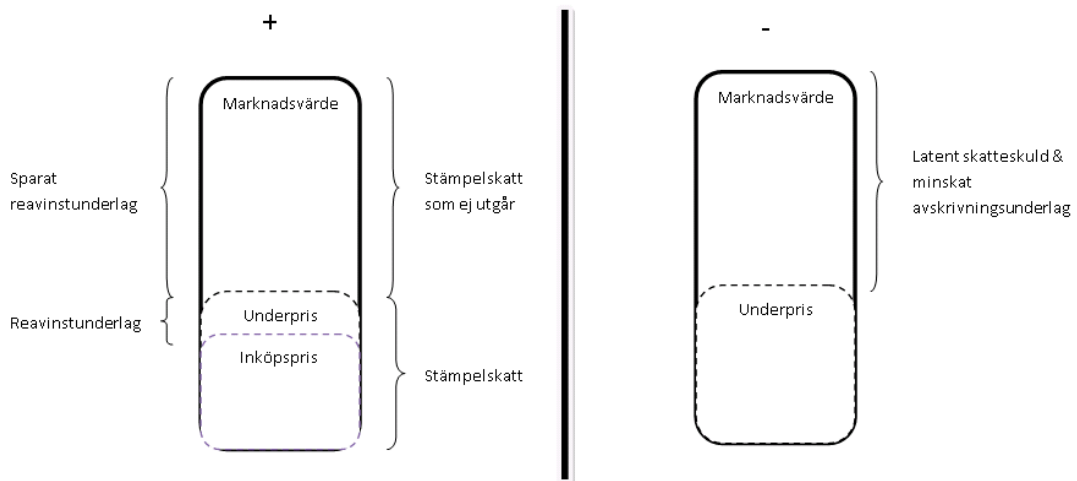 +
Marknadsvärde
Sparat
reavinstunderlag
Stämpelskatt
som ej utgår
Underpris
Reavinstunderlag
Inköpspris
Stämpelskatt
-
Marknadsvärde
Latent skatteskuld &
minskat
avskrivningsunderlag
Underpris